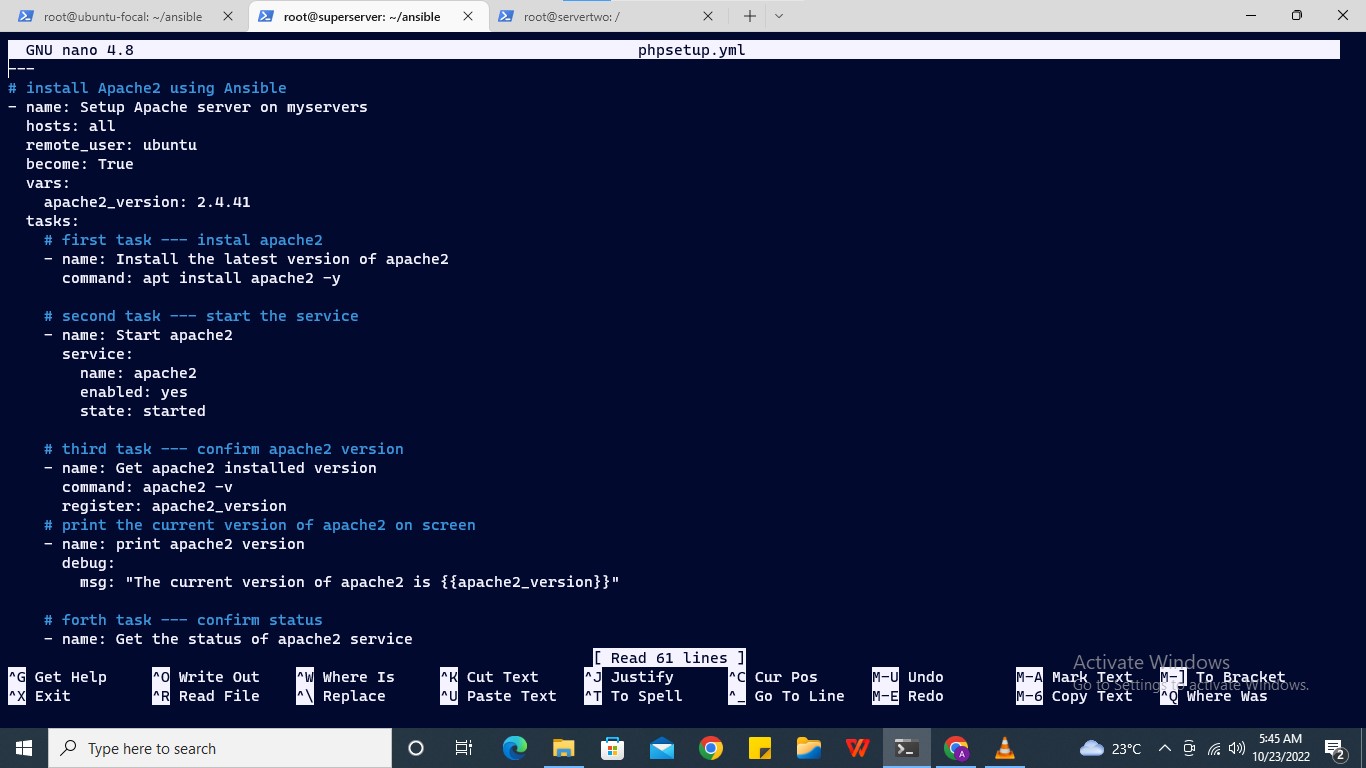 root@ubuntu-focal: ~/ansible
root@superserver: ~/ansible
root@servertwo: /
GNU nano 4.8 phpsetup.yml
---
# install Apache2 using Ansible
- name: Setup Apache server on myservers
hosts: all
remote_user: ubuntu
become: True
vars:
apache2_version: 2.4.41
tasks:
# first task --- instal apache2
- name: Install the latest version of apache2
command: apt install apache2 -y
# second task --- start the service
- name: Start apache2
service:
name: apache2
enabled: yes
state: started
# third task --- confirm apache2 version
- name: Get apache2 installed version
command: apache2 -v
register: apache2_version
# print the current version of apache2 on screen
- name: print apache2 version
debug:
msg: "The current version of apache2 is {{apache2_version}}"
# forth task --- confirm status
- name: Get the status of apache2 service
[ Read 61 lines ]
^G Get Help ^O Write Out ^W Where Is ^K Cut Text ^J Justify ^C Cur Pos M-U Undo M-A Mark Text M-] To Bracket
^X Exit ^R Read File ^\ Replace ^U Paste Text ^T To Spell ^_ Go To Line M-E Redo M-6 Copy Text ^Q Where Was
Activate Windows
Go to Settings to activate Windows.
Type here to search
A
23°C
5:45 AM
10/23/2022
2